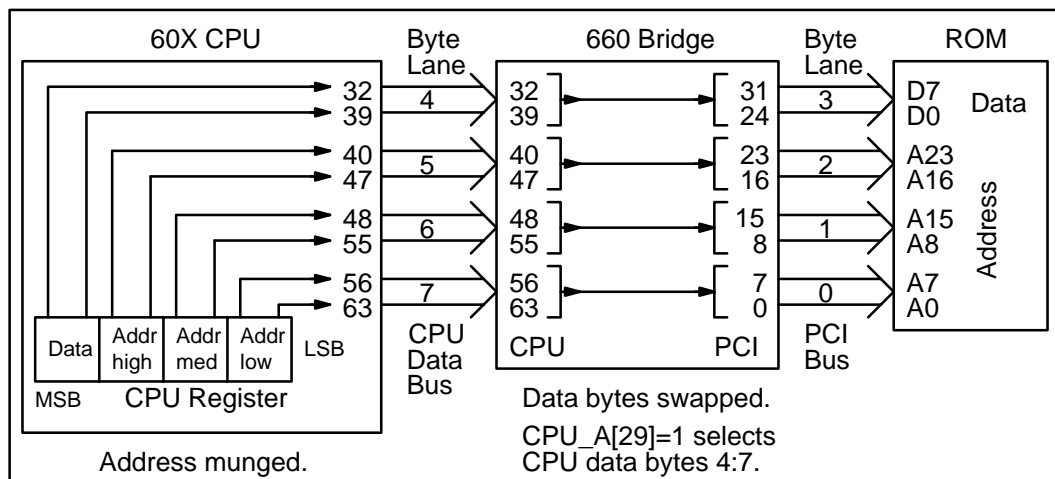 60X CPU Byte Lane 660 Bridge Byte Lane ROM
32 4 32 31 3 D7 Data
39 39 24 D0
40 5 40 23 2 A23
47 47 16 A16
48 6 48 15 1 A15 Address
55 55 8 A8
56 7 56 7 0 A7
63 63 0 A0
Data Addr high Addr med Addr low LSB CPU Data Bus CPU PCI PCI Bus
MSB CPU Register
Data bytes swapped.
CPU_A[29]=1 selects
CPU data bytes 4:7.
Address munged.